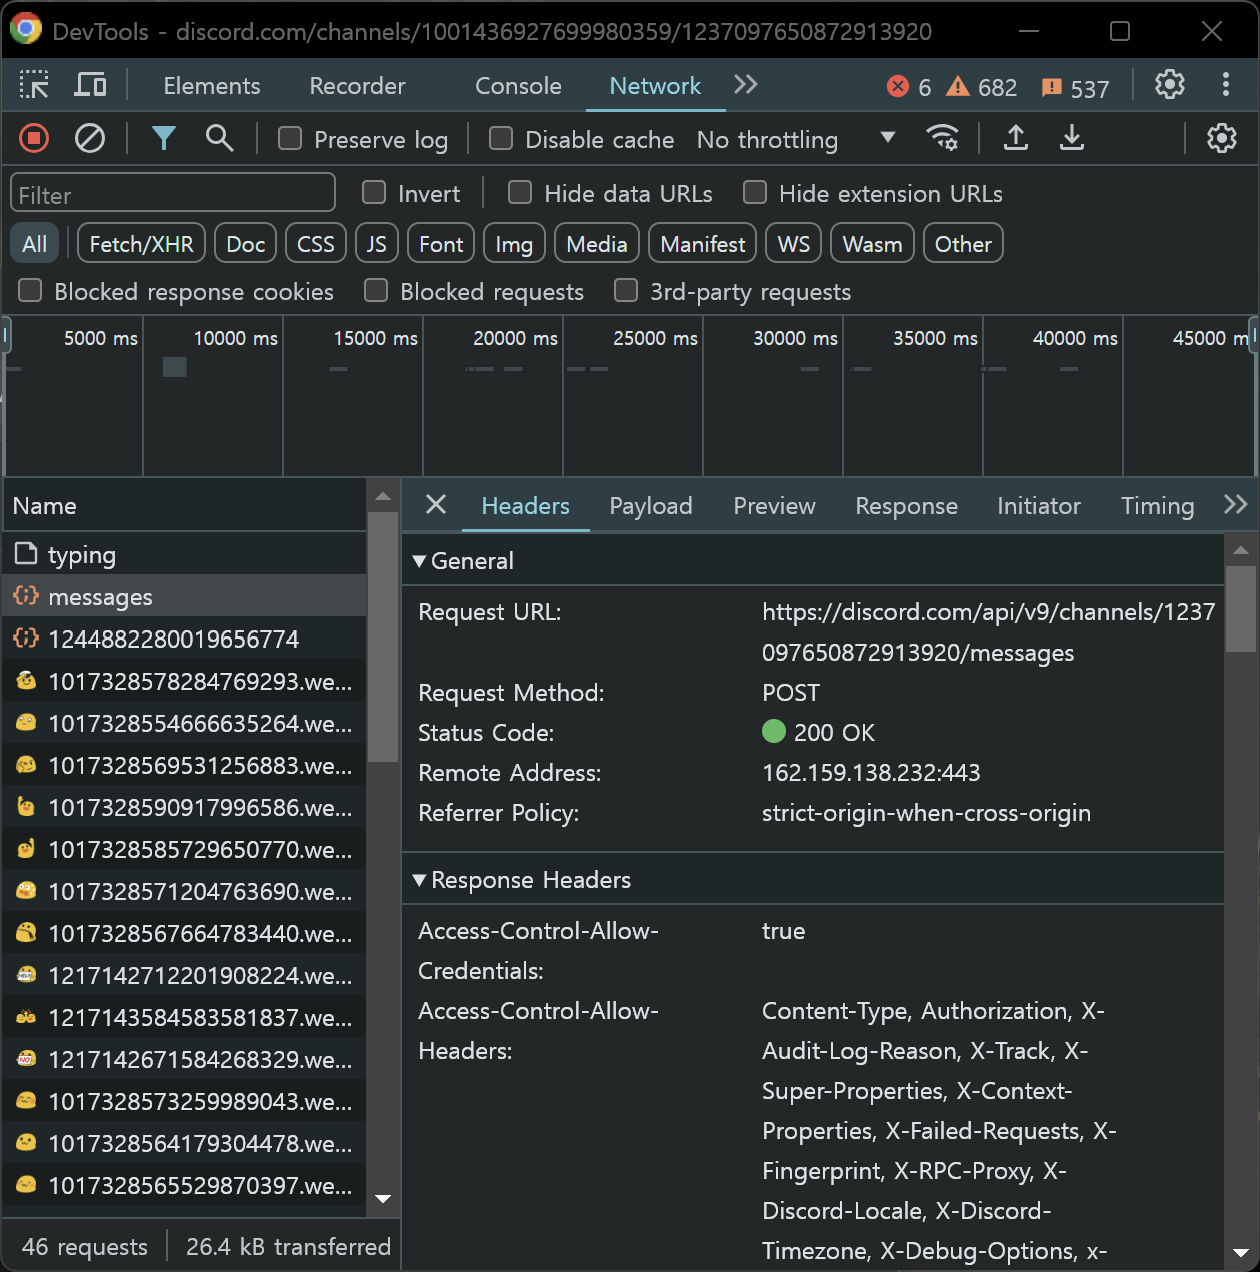 DevTools - discord.com/channels/1001436927699980359/1237097650872913920
Elements Recorder Console Network 6 682 537
Preserve log Disable cache No throttling
Filter Invert Hide data URLs Hide extension URLs
All Fetch/XHR Doc CSS JS Font Img Media Manifest WS Wasm Other
Blocked response cookies Blocked requests 3rd-party requests
5000 ms 10000 ms 15000 ms 20000 ms 25000 ms 30000 ms 35000 ms 40000 ms 45000 m
Name
typing
messages
1244882280019656774
1017328578284769293.we...
1017328554666635264.we...
1017328569531256883.we...
1017328590917996586.we...
1017328585729650770.we...
1017328571204763690.we...
1017328567664783440.we...
1217142712201908224.we...
1217143584583581837.we...
1217142671584268329.we...
1017328573259989043.we...
1017328564179304478.we...
1017328565529870397.we...
46 requests 26.4 kB transferred
Headers Payload Preview Response Initiator Timing
General
Request URL: https://discord.com/api/v9/channels/1237
097650872913920/messages
Request Method: POST
Status Code: 200 OK
Remote Address: 162.159.138.232:443
Referrer Policy: strict-origin-when-cross-origin
Response Headers
Access-Control-Allow- true
Credentials:
Access-Control-Allow- Content-Type, Authorization, X-
Headers: Audit-Log-Reason, X-Track, X-
Super-Properties, X-Context-
Properties, X-Failed-Requests, X-
Fingerprint, X-RPC-Proxy, X-
Discord-Locale, X-Discord-
Timezone, X-Debug-Options, x-